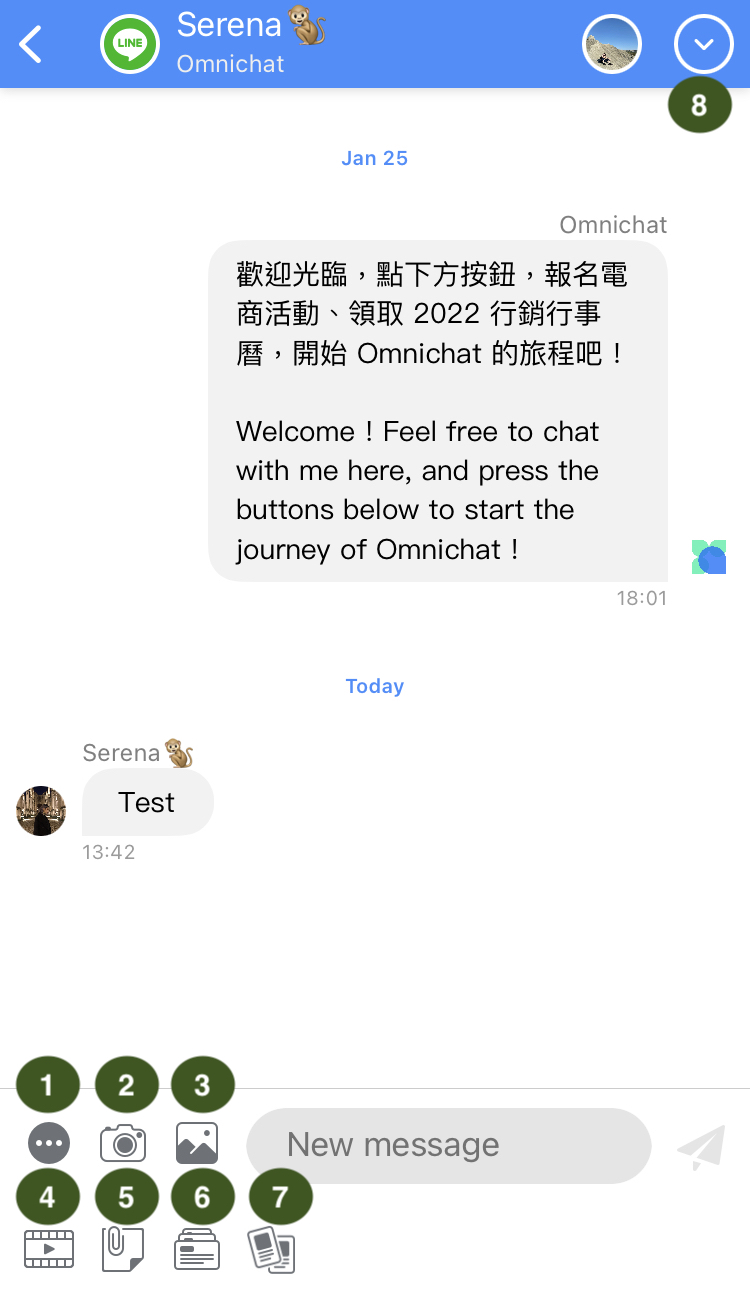 Serena🐒
LINE
Omnichat
8
Jan 25
Omnichat
歡迎光臨，點下方按鈕，報名電
商活動、領取 2022 行銷行事
曆，開始 Omnichat 的旅程吧！
Welcome！Feel free to chat
with me here, and press the
buttons below to start the
journey of Omnichat！
18:01
Today
Serena🐒
Test
13:42
1 2 3
New message
4 5 6 7